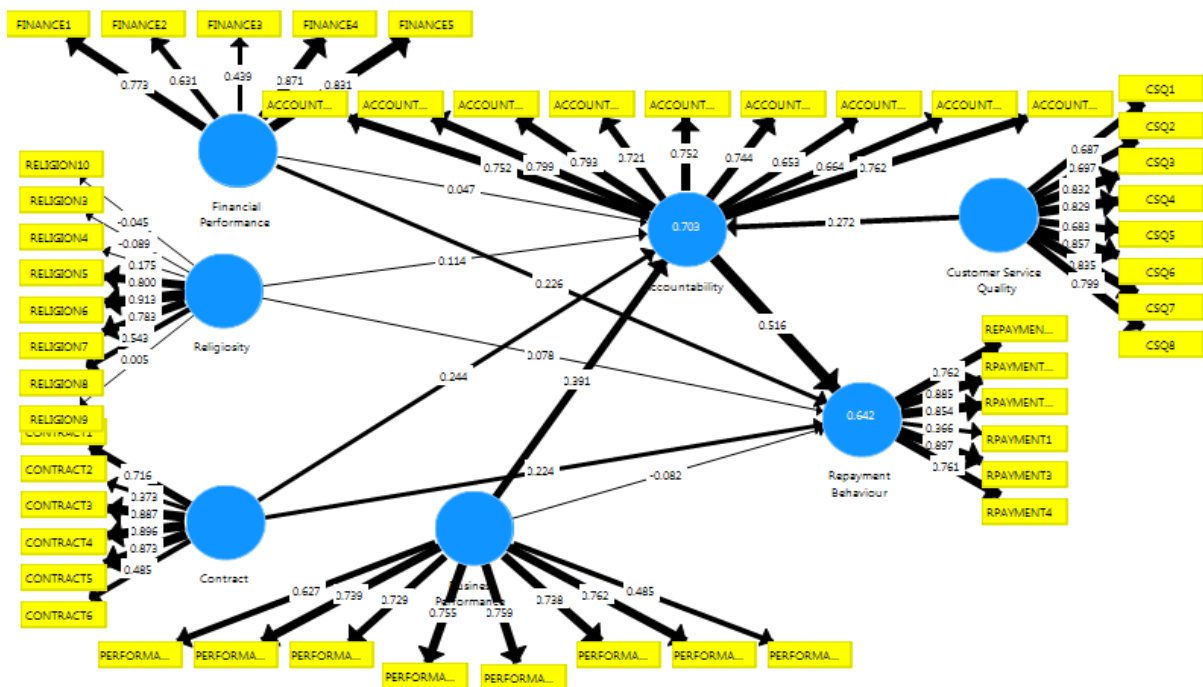 FINANCE1
FINANCE2
FINANCE3
FINANCE4
FINANCE5
0.773
0.631
0.439
0.871
0.831
Financial
Performance
ACCOUNT...
ACCOUNT...
ACCOUNT...
ACCOUNT...
ACCOUNT...
ACCOUNT...
ACCOUNT...
ACCOUNT...
ACCOUNT...
0.752
0.799
0.793
0.721
0.752
0.744
0.653
0.664
0.762
0.703
CSQ1
CSQ2
CSQ3
CSQ4
CSQ5
CSQ6
CSQ7
CSQ8
0.687
0.697
0.832
0.829
0.683
0.857
0.835
0.799
Customer Service
Quality
0.272
0.047
0.114
0.226
0.078
0.244
0.391
0.516
0.224
-0.082
RELIGION10
RELIGION3
RELIGION4
RELIGION5
RELIGION6
RELIGION7
RELIGION8
RELIGION9
-0.045
-0.089
0.175
0.800
0.913
0.783
0.543
0.005
Religiosity
CONTRACT1
CONTRACT2
CONTRACT3
CONTRACT4
CONTRACT5
CONTRACT6
0.716
0.373
0.887
0.896
0.873
0.485
Contract
0.642
Repayment
Behaviour
REPAYMEN...
RPAYMENT...
RPAYMENT...
RPAYMENT1
RPAYMENT3
RPAYMENT4
0.762
0.885
0.854
0.366
0.897
0.761
Performance
0.627
0.739
0.729
0.755
0.759
0.738
0.762
0.485
PERFORMA...
PERFORMA...
PERFORMA...
PERFORMA...
PERFORMA...
PERFORMA...
PERFORMA...
PERFORMA...